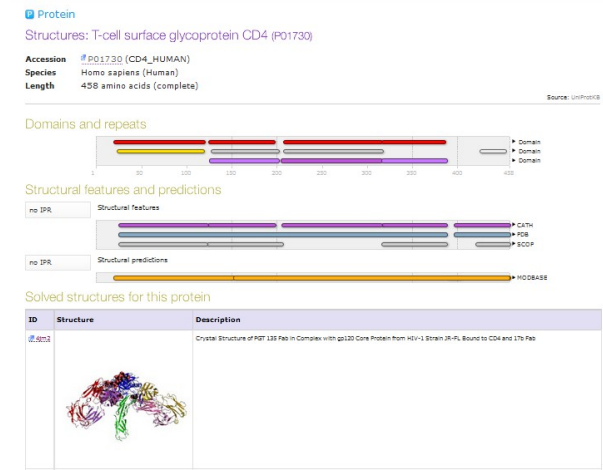 P Protein
Structures: T-cell surface glycoprotein CD4 (P01730)
Accession P01730 (CD4_HUMAN)
Species Homo sapiens (Human)
Length 458 amino acids (complete)
Source: UniProtKB
Domains and repeats
Domain
Domain
Domain
1 50 100 150 200 250 300 350 400 458
Structural features and predictions
no IPR Structural features
CATH
PDB
SCOP
no IPR Structural predictions
MODBASE
Solved structures for this protein
ID Structure Description
4jm2 Crystal Structure of PGT 135 Fab in Complex with gp120 Core Protein from HIV-1 Strain JR-FL Bound to CD4 and 17b Fab